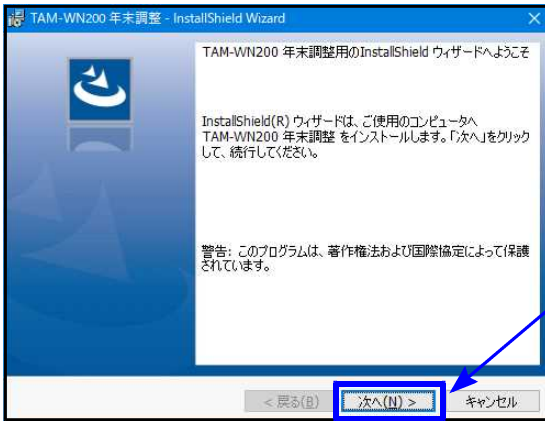 TAM-WN200 年末調整 - InstallShield Wizard
TAM-WN200 年末調整用のInstallShield ウィザードへようこそ
InstallShield(R) ウィザードは、ご使用のコンピュータへ
TAM-WN200 年末調整 をインストールします。「次へ」をクリック
して、続行してください。
警告: このプログラムは、著作権法および国際協定によって保護
されています。
< 戻る(B)
次へ(N) >
キャンセル